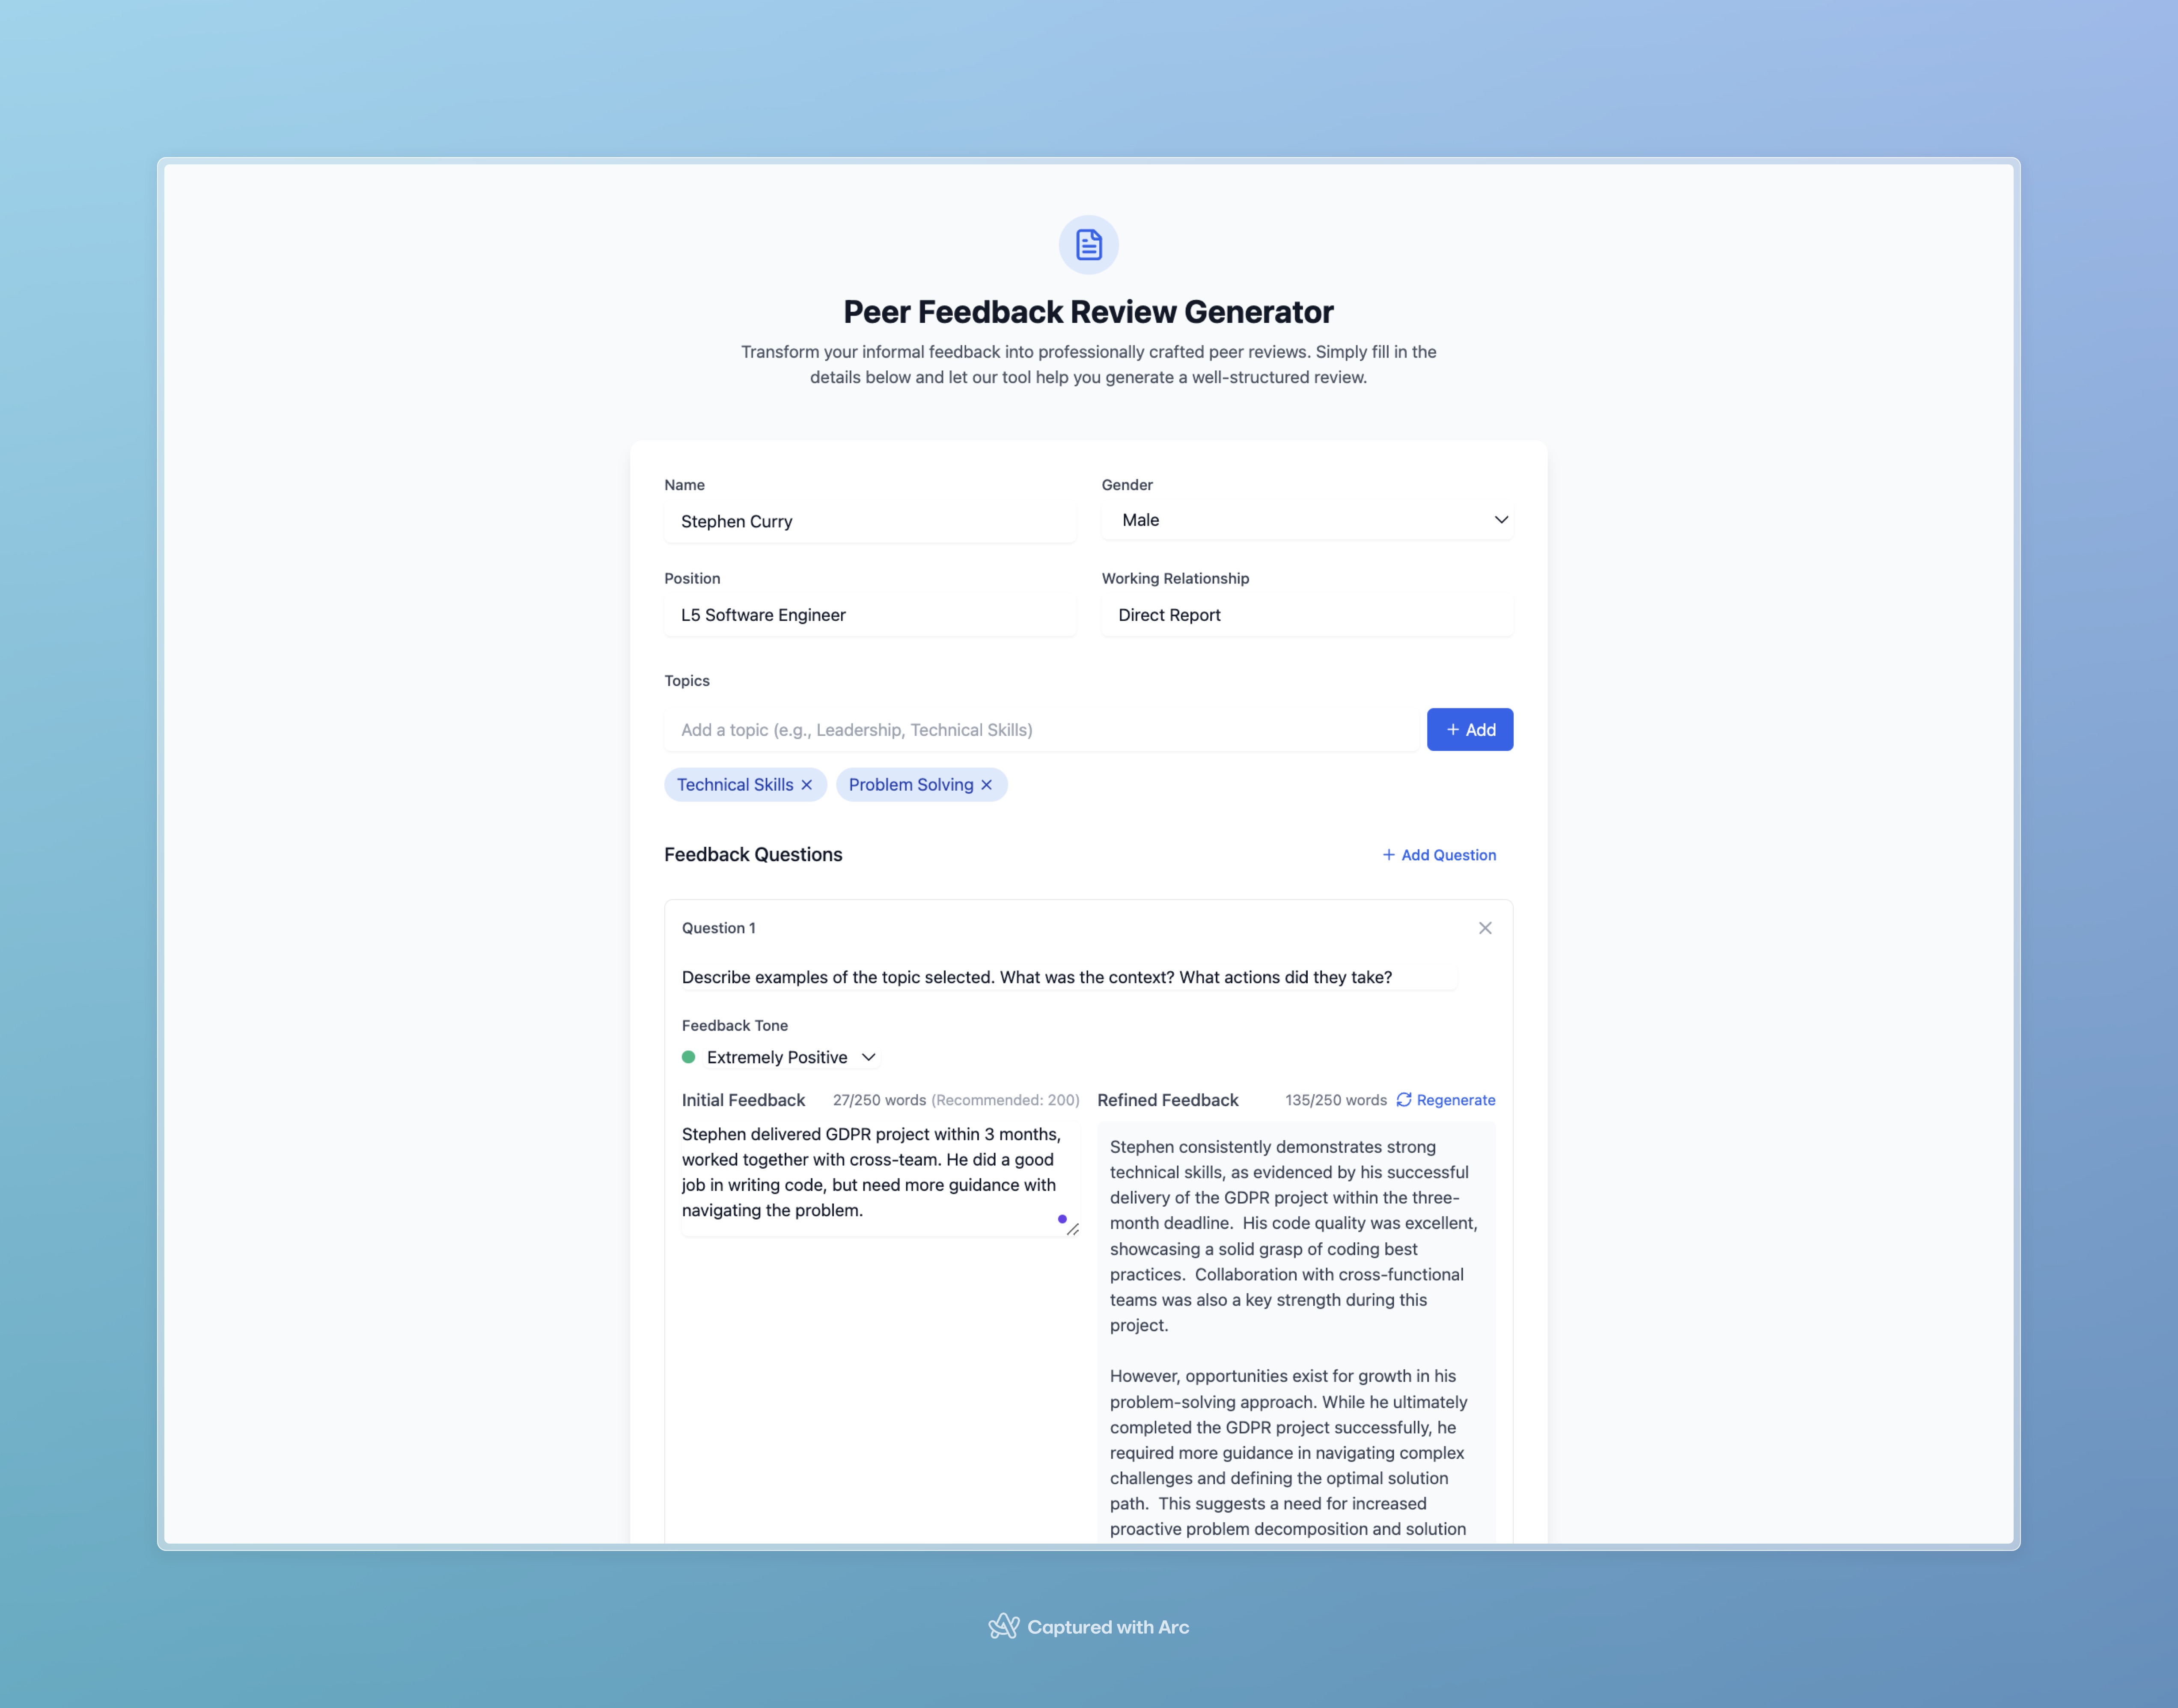 Peer Feedback Review Generator
Transform your informal feedback into professionally crafted peer reviews. Simply fill in the
details below and let our tool help you generate a well-structured review.
Name
Gender
Stephen Curry
Male
Position
Working Relationship
L5 Software Engineer
Direct Report
Topics
Add a topic (e.g., Leadership, Technical Skills)
+ Add
Technical Skills ×
Problem Solving ×
Feedback Questions
+ Add Question
Question 1
Describe examples of the topic selected. What was the context? What actions did they take?
Feedback Tone
Extremely Positive
Initial Feedback
27/250 words (Recommended: 200)
Stephen delivered GDPR project within 3 months,
worked together with cross-team. He did a good
job in writing code, but need more guidance with
navigating the problem.
Refined Feedback
135/250 words
Regenerate
Stephen consistently demonstrates strong
technical skills, as evidenced by his successful
delivery of the GDPR project within the three-
month deadline.  His code quality was excellent,
showcasing a solid grasp of coding best
practices.  Collaboration with cross-functional
teams was also a key strength during this
project.
However, opportunities exist for growth in his
problem-solving approach. While he ultimately
completed the GDPR project successfully, he
required more guidance in navigating complex
challenges and defining the optimal solution
path.  This suggests a need for increased
proactive problem decomposition and solution
Captured with Arc